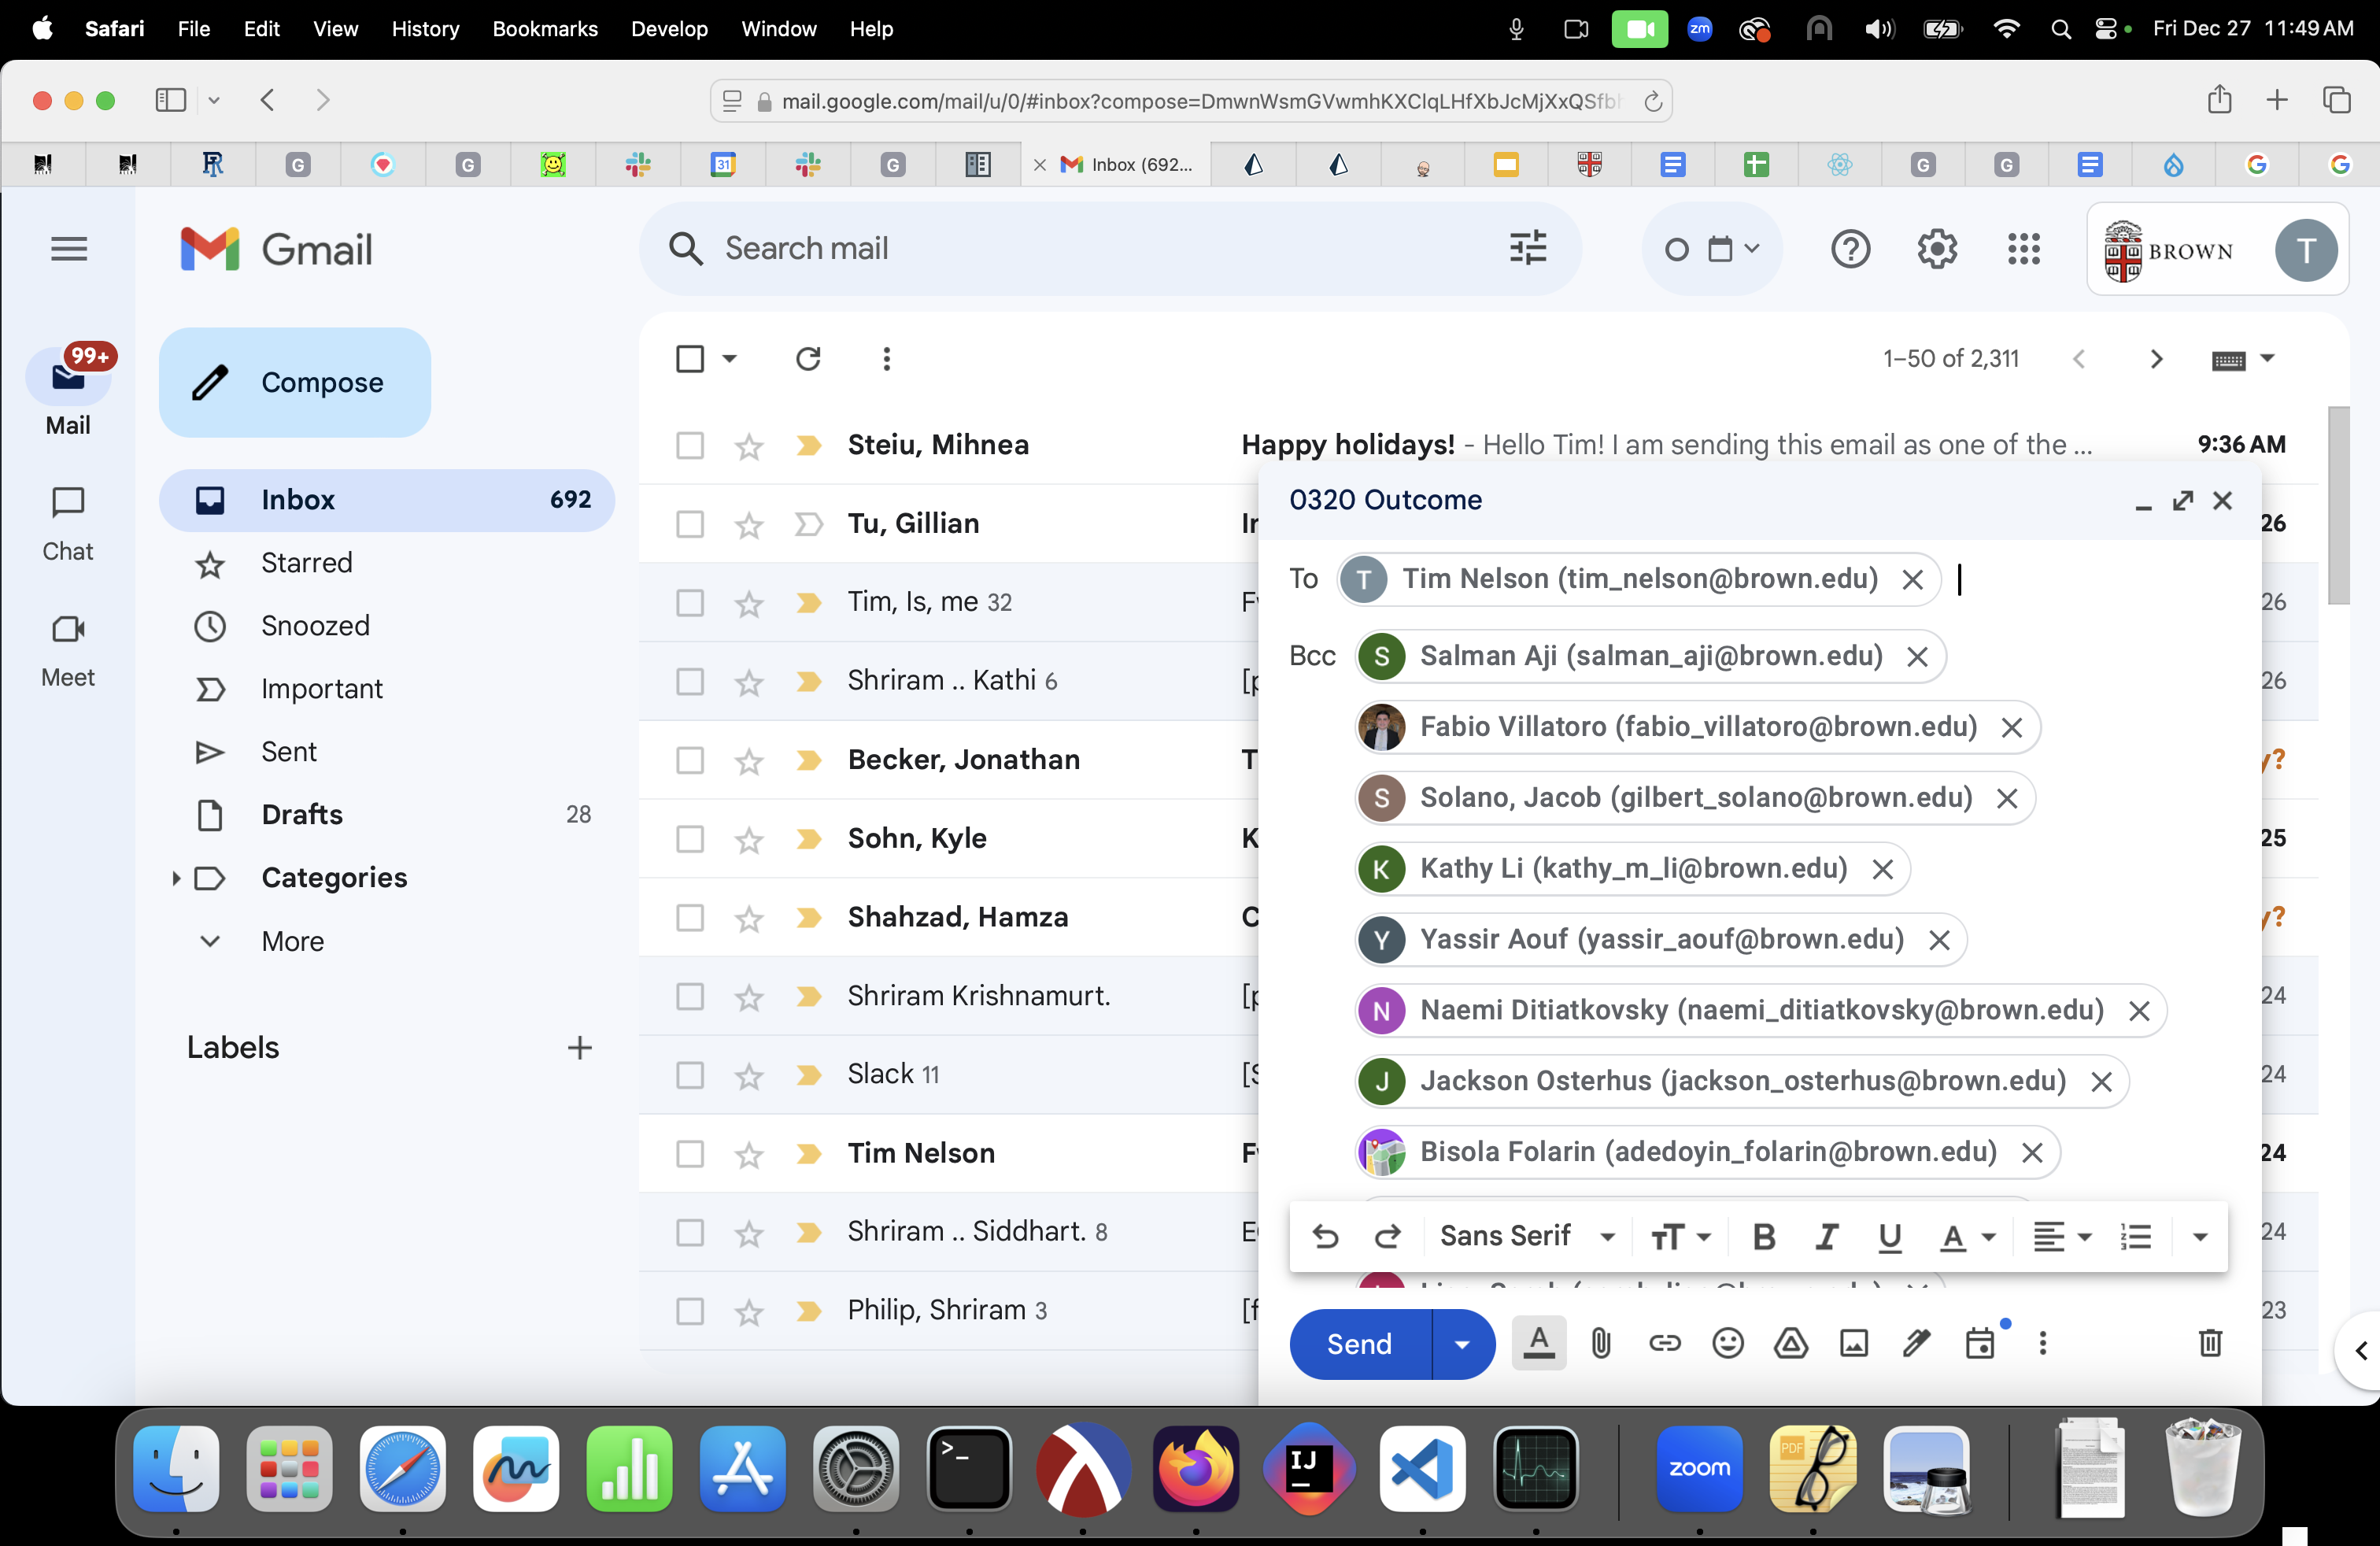 Safari File Edit View History Bookmarks Develop Window Help zm Fri Dec 27 11:49 AM
mail.google.com/mail/u/0/#inbox?compose=DmwnWsmGVwmhKXClqLHfXbJcMjXxQSfbl
G G 31 G Inbox (692... G G
Gmail
Search mail
BROWN T
99+
Mail
Chat
Meet
Compose
Inbox 692
Starred
Snoozed
Important
Sent
Drafts 28
Categories
More
Labels
1–50 of 2,311
Steiu, Mihnea Happy holidays! - Hello Tim! I am sending this email as one of the ... 9:36 AM
Tu, Gillian 26
Tim, Is, me 32 26
Shriram .. Kathi 6 [p 26
Becker, Jonathan T y?
Sohn, Kyle K 25
Shahzad, Hamza C y?
Shriram Krishnamurt. [p 24
Slack 11 [S 24
Tim Nelson 24
Shriram .. Siddhart. 8 24
Philip, Shriram 3 [f 23
0320 Outcome
To T Tim Nelson (tim_nelson@brown.edu)
Bcc S Salman Aji (salman_aji@brown.edu)
Fabio Villatoro (fabio_villatoro@brown.edu)
S Solano, Jacob (gilbert_solano@brown.edu)
K Kathy Li (kathy_m_li@brown.edu)
Y Yassir Aouf (yassir_aouf@brown.edu)
N Naemi Ditiatkovsky (naemi_ditiatkovsky@brown.edu)
J Jackson Osterhus (jackson_osterhus@brown.edu)
Bisola Folarin (adedoyin_folarin@brown.edu)
Sans Serif B I U A
Send A
IJ
zoom
PDF